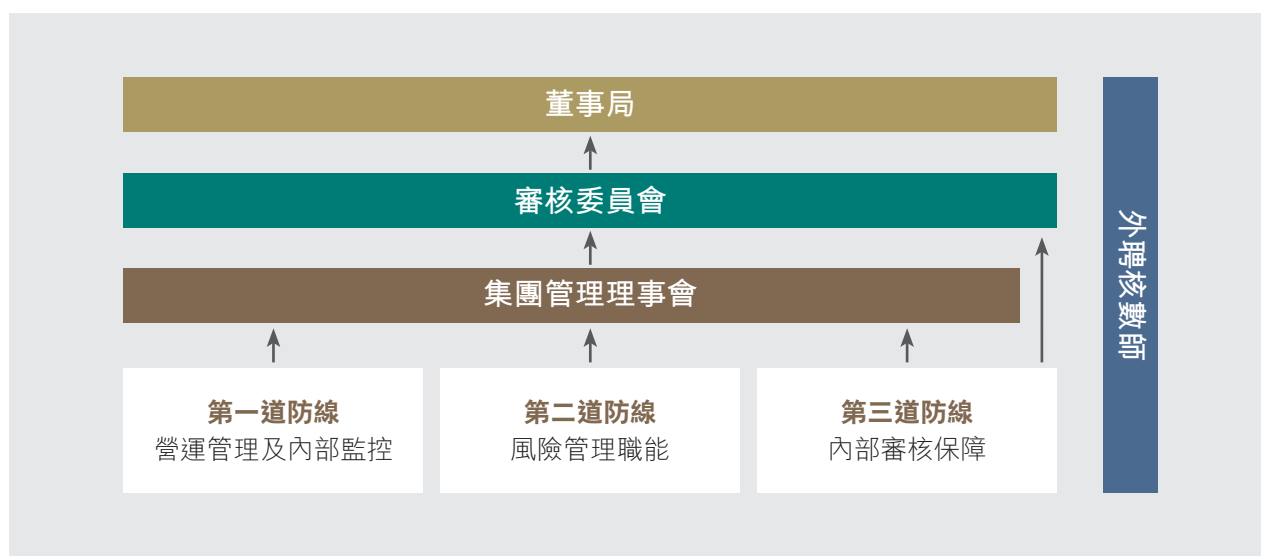 董事局
審核委員會
集團管理理事會
第一道防線
營運管理及內部監控
第二道防線
風險管理職能
第三道防線
內部審核保障
外聘核數師